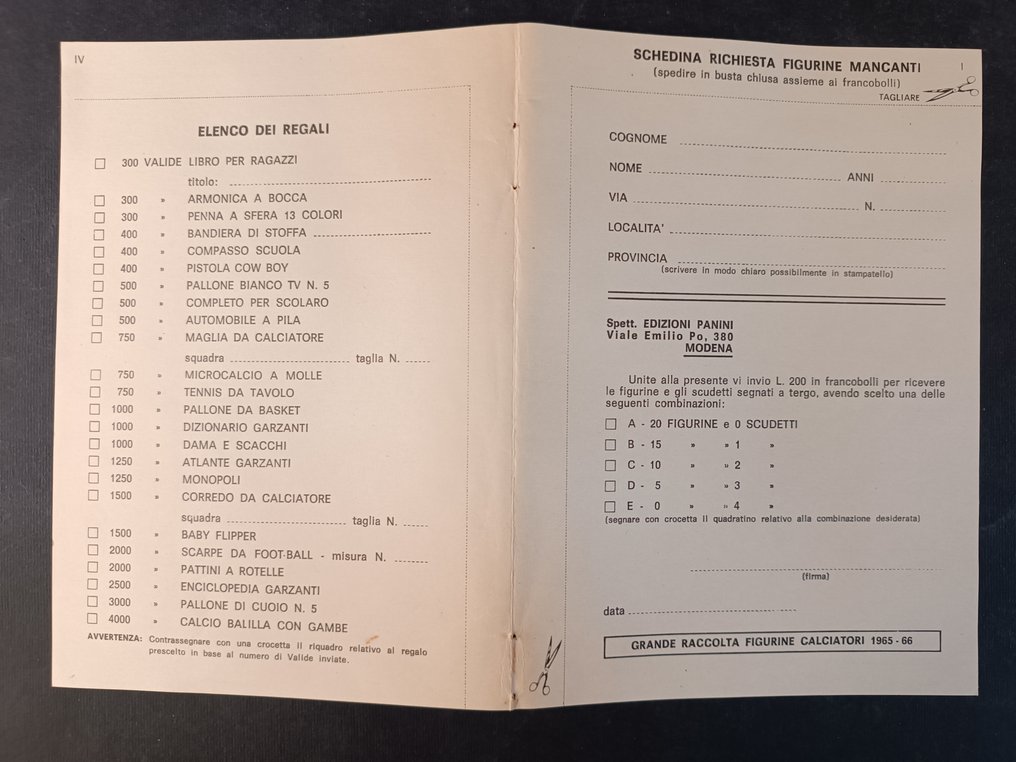 IV
ELENCO DEI REGALI
300 VALIDE LIBRO PER RAGAZZI
titolo:
300 » ARMONICA A BOCCA
300 » PENNA A SFERA 13 COLORI
400 » BANDIERA DI STOFFA
400 » COMPASSO SCUOLA
400 » PISTOLA COW BOY
500 » PALLONE BIANCO TV N. 5
500 » COMPLETO PER SCOLARO
500 » AUTOMOBILE A PILA
750 » MAGLIA DA CALCIATORE
squadra taglia N.
750 » MICROCALCIO A MOLLE
750 » TENNIS DA TAVOLO
1000 » PALLONE DA BASKET
1000 » DIZIONARIO GARZANTI
1000 » DAMA E SCACCHI
1250 » ATLANTE GARZANTI
1250 » MONOPOLI
1500 » CORREDO DA CALCIATORE
squadra taglia N.
1500 » BABY FLIPPER
2000 » SCARPE DA FOOT-BALL - misura N.
2000 » PATTINI A ROTELLE
2500 » ENCICLOPEDIA GARZANTI
3000 » PALLONE DI CUOIO N. 5
4000 » CALCIO BALILLA CON GAMBE
AVVERTENZA: Contrassegnare con una crocetta il riquadro relativo al regalo
prescelto in base al numero di Valide inviate.
SCHEDINA RICHIESTA FIGURINE MANCANTI
I
(spedire in busta chiusa assieme ai francobolli)
TAGLIARE
COGNOME
NOME ANNI
VIA N.
LOCALITA'
PROVINCIA
(scrivere in modo chiaro possibilmente in stampatello)
Spett. EDIZIONI PANINI
Viale Emilio Po, 380
MODENA
Unite alla presente vi invio L. 200 in francobolli per ricevere
le figurine e gli scudetti segnati a tergo, avendo scelto una delle
seguenti combinazioni:
A - 20 FIGURINE e 0 SCUDETTI
B - 15 » » 1 »
C - 10 » » 2 »
D - 5 » » 3 »
E - 0 » » 4 »
(segnare con crocetta il quadratino relativo alla combinazione desiderata)
(firma)
data
GRANDE RACCOLTA FIGURINE CALCIATORI 1965 - 66